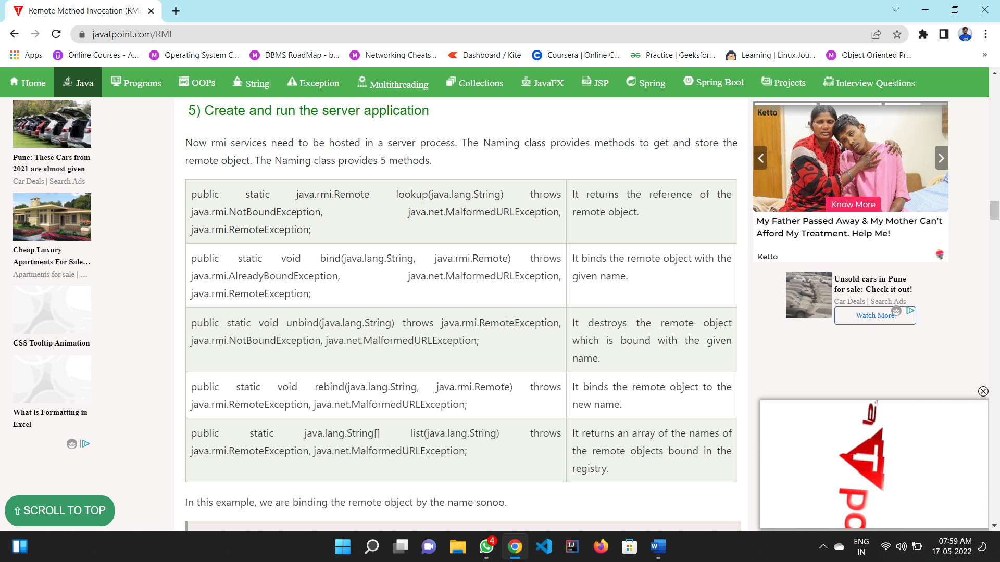 Remote Method Invocation (RMI)
javatpoint.com/RMI
Apps
Online Courses - A...
Operating System C...
DBMS RoadMap - b...
Networking Cheats...
Dashboard / Kite
Coursera | Online C...
Practice | Geeksfor...
Learning | Linux Jou...
Object Oriented Pr...
»
Home
Java
Programs
OOPs
String
Exception
Multithreading
Collections
JavaFX
JSP
Spring
Spring Boot
Projects
Interview Questions
Pune: These Cars from
2021 are almost given
Car Deals | Search Ads
Cheap Luxury
Apartments For Sale...
Apartments for sale | ...
CSS Tooltip Animation
What is Formatting in
Excel
⇧ SCROLL TO TOP
5) Create and run the server application
Now rmi services need to be hosted in a server process. The Naming class provides methods to get and store the
remote object. The Naming class provides 5 methods.
public static java.rmi.Remote lookup(java.lang.String) throws
java.rmi.NotBoundException, java.net.MalformedURLException,
java.rmi.RemoteException;
It returns the reference of the
remote object.
public static void bind(java.lang.String, java.rmi.Remote) throws
java.rmi.AlreadyBoundException, java.net.MalformedURLException,
java.rmi.RemoteException;
It binds the remote object with the
given name.
public static void unbind(java.lang.String) throws java.rmi.RemoteException,
java.rmi.NotBoundException, java.net.MalformedURLException;
It destroys the remote object
which is bound with the given
name.
public static void rebind(java.lang.String, java.rmi.Remote) throws
java.rmi.RemoteException, java.net.MalformedURLException;
It binds the remote object to the
new name.
public static java.lang.String[] list(java.lang.String) throws
java.rmi.RemoteException, java.net.MalformedURLException;
It returns an array of the names of
the remote objects bound in the
registry.
In this example, we are binding the remote object by the name sonoo.
Ketto
Know More
My Father Passed Away & My Mother Can't
Afford My Treatment. Help Me!
Ketto
Unsold cars in Pune
for sale: Check it out!
Car Deals | Search Ads
Watch More
4
ENG
IN
07:59 AM
17-05-2022